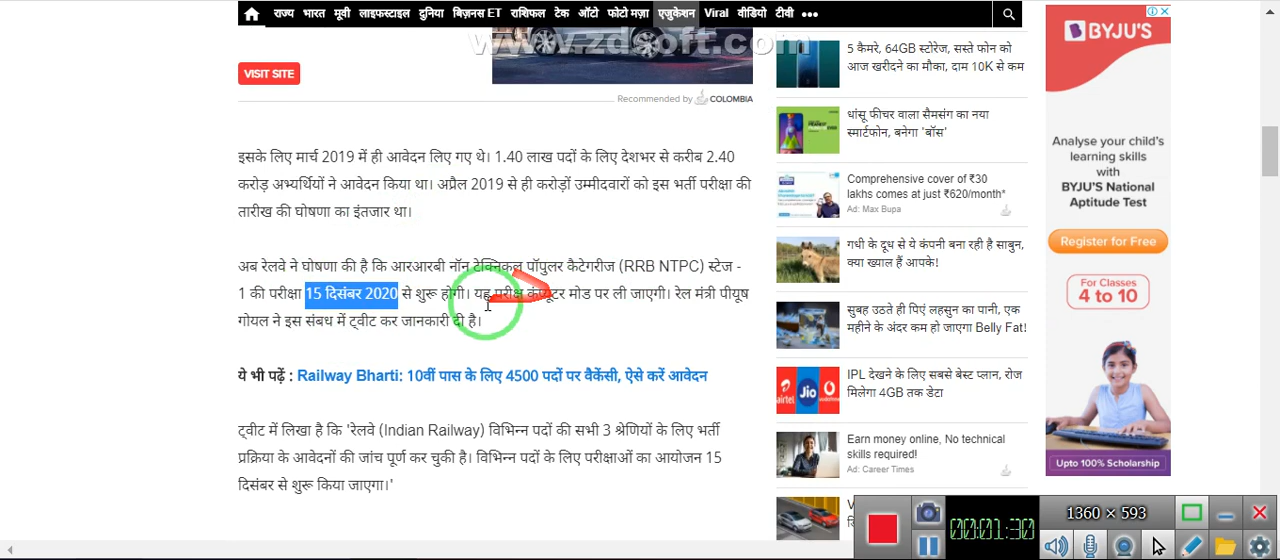 राज्य भारत मूवी लाइफस्टाइल दुनिया बिज़नस ET राशिफल टेक ऑटो फोटो मज़ा एजुकेशन Viral वीडियो टीवी •••
www.zdsoft.com
VISIT SITE
Recommended by COLOMBIA
इसके लिए मार्च 2019 में ही आवेदन लिए गए थे। 1.40 लाख पदों के लिए देशभर से करीब 2.40
करोड़ अभ्यर्थियों ने आवेदन किया था। अप्रैल 2019 से ही करोड़ों उम्मीदवारों को इस भर्ती परीक्षा की
तारीख की घोषणा का इंतजार था।
अब रेलवे ने घोषणा की है कि आरआरबी नॉन टेक्निकल पॉपुलर कैटेगरीज (RRB NTPC) स्टेज -
1 की परीक्षा 15 दिसंबर 2020 से शुरू होगी। यह परीक्ष कंप्यूटर मोड पर ली जाएगी। रेल मंत्री पीयूष
गोयल ने इस संबध में ट्वीट कर जानकारी दी है।
ये भी पढ़ें : Railway Bharti: 10वीं पास के लिए 4500 पदों पर वैकेंसी, ऐसे करें आवेदन
ट्वीट में लिखा है कि 'रेलवे (Indian Railway) विभिन्न पदों की सभी 3 श्रेणियों के लिए भर्ती
प्रक्रिया के आवेदनों की जांच पूर्ण कर चुकी है। विभिन्न पदों के लिए परीक्षाओं का आयोजन 15
दिसंबर से शुरू किया जाएगा।'
5 कैमरे, 64GB स्टोरेज, सस्ते फोन को
आज खरीदने का मौका, दाम 10K से कम
धांसू फीचर वाला सैमसंग का नया
स्मार्टफोन, बनेगा 'बॉस'
Comprehensive cover of ₹30
lakhs comes at just ₹620/month*
Ad: Max Bupa
गधी के दूध से ये कंपनी बना रही है साबुन,
क्या ख्याल हैं आपके!
सुबह उठते ही पिएं लहसुन का पानी, एक
महीने के अंदर कम हो जाएगा Belly Fat!
airtel Jio vodafone
IPL देखने के लिए सबसे बेस्ट प्लान, रोज
मिलेगा 4GB तक डेटा
Earn money online, No technical
skills required!
Ad: Career Times
BYJU'S
Analyse your child's
learning skills
with
BYJU'S National
Aptitude Test
Register for Free
For Classes
4 to 10
Upto 100% Scholarship
00:01:30
1360 × 593